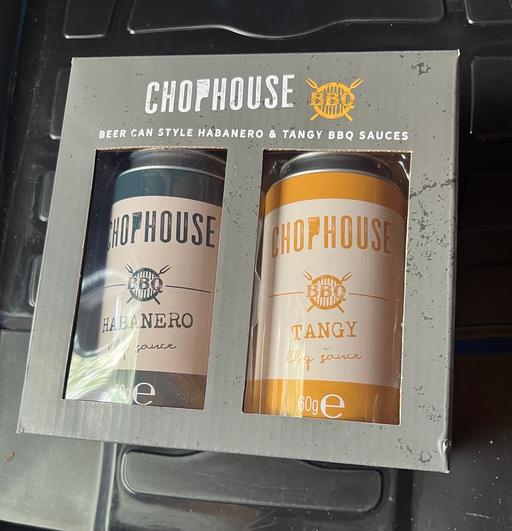 CHOPHOUSE BBQ
BEER CAN STYLE HABANERO & TANGY BBQ SAUCES
CHOPHOUSE
BBQ
HABANERO
bbq sauce
60g e
CHOPHOUSE
BBQ
TANGY
bbq sauce
60g e